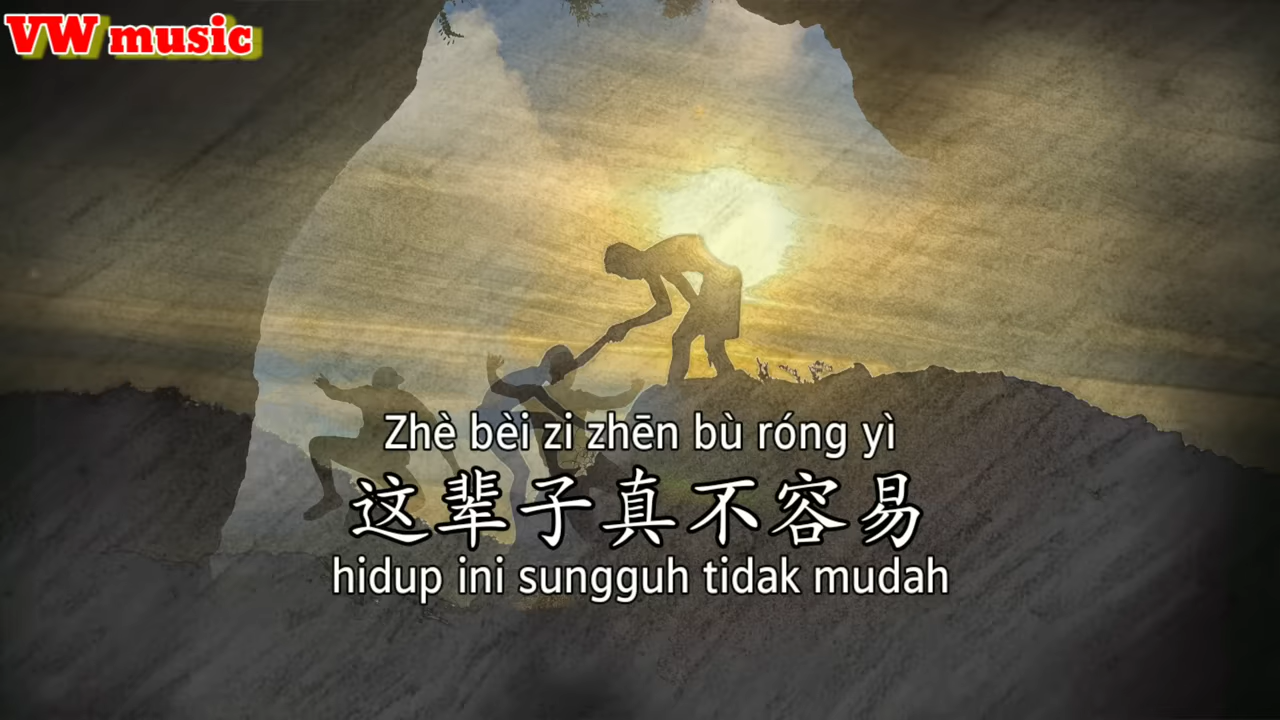 VW music
Zhè bèi zi zhēn bù róng yì
这辈子真不容易
hidup ini sungguh tidak mudah